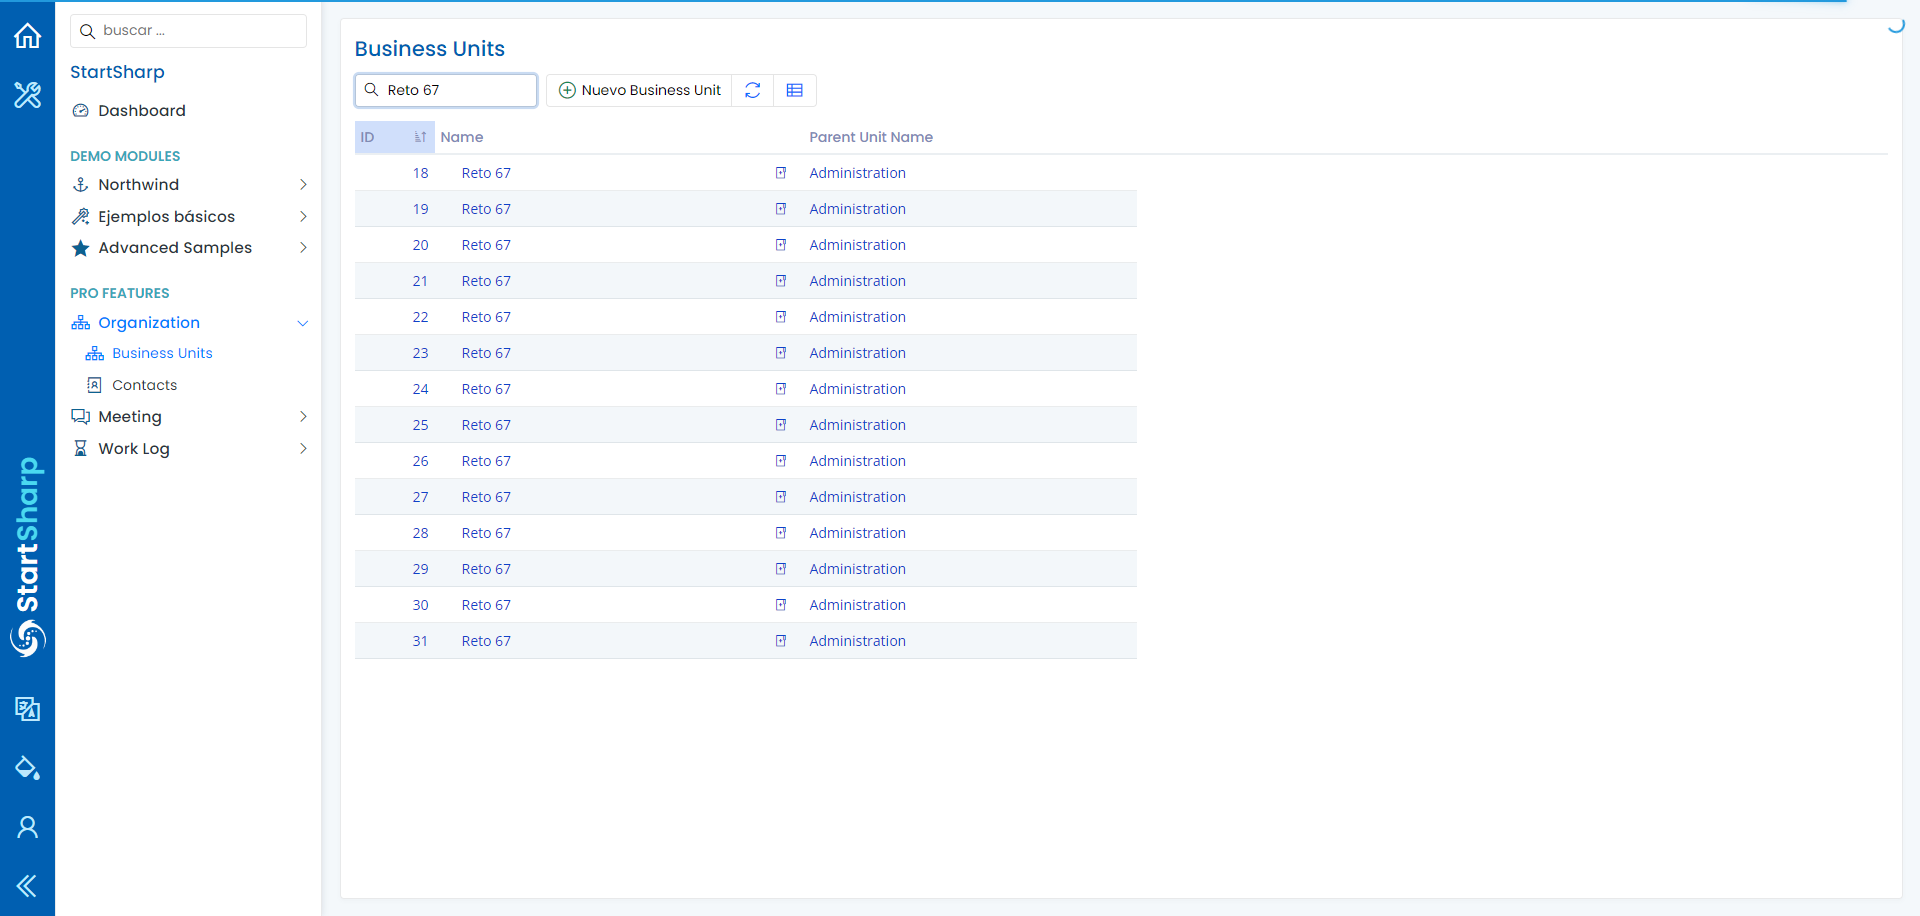 buscar ...
StartSharp
Dashboard
DEMO MODULES
Northwind
Ejemplos básicos
Advanced Samples
PRO FEATURES
Organization
Business Units
Contacts
Meeting
Work Log
StartSharp
Business Units
Reto 67
Nuevo Business Unit
ID Name Parent Unit Name
18 Reto 67 Administration
19 Reto 67 Administration
20 Reto 67 Administration
21 Reto 67 Administration
22 Reto 67 Administration
23 Reto 67 Administration
24 Reto 67 Administration
25 Reto 67 Administration
26 Reto 67 Administration
27 Reto 67 Administration
28 Reto 67 Administration
29 Reto 67 Administration
30 Reto 67 Administration
31 Reto 67 Administration